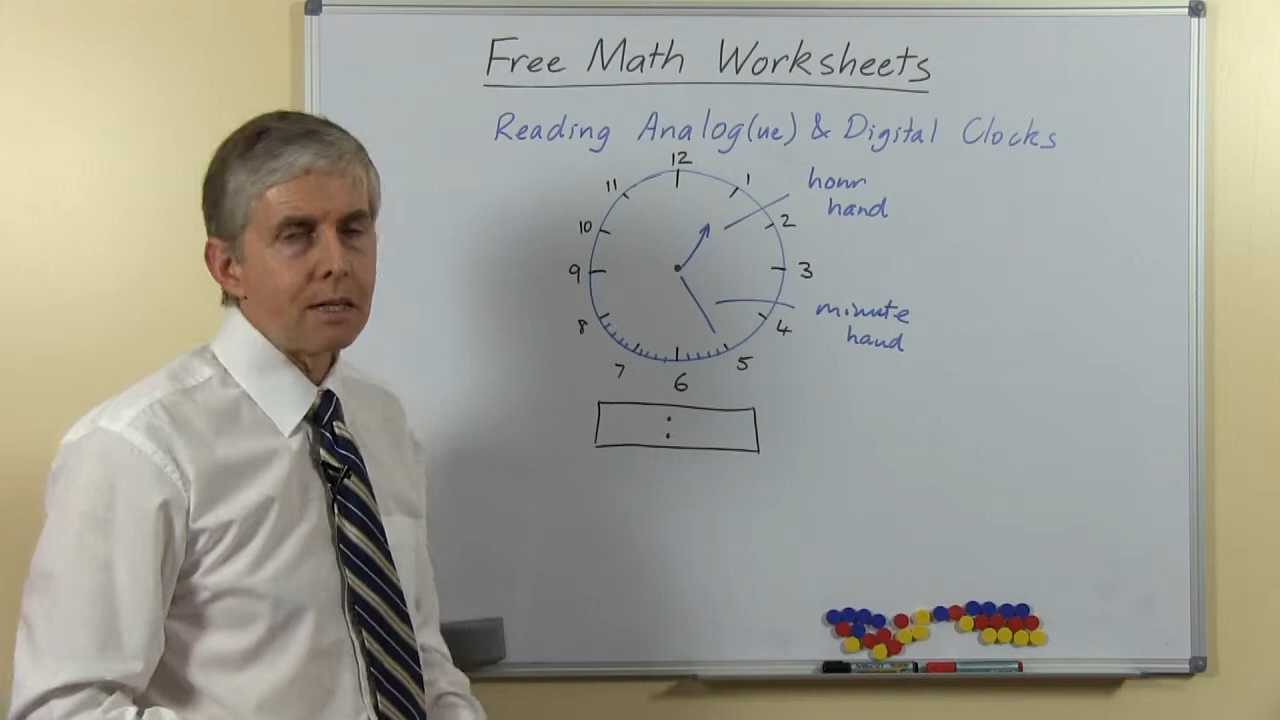 Free Math Worksheets
Reading Analog(ue) & Digital Clocks
12
11
1
hour
hand
10
2
9
3
8
4
minute
hand
7
5
6
: